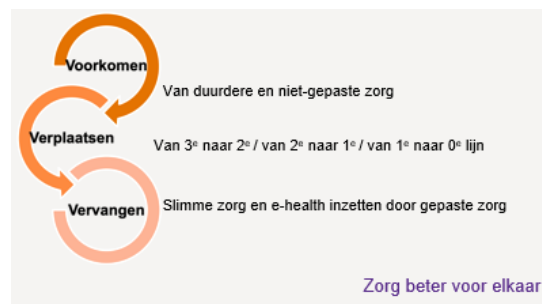 Voorkomen
Van duurdere en niet-gepaste zorg
Verplaatsen
Van 3ᵉ naar 2ᵉ / van 2ᵉ naar 1ᵉ / van 1ᵉ naar 0ᵉ lijn
Vervangen
Slimme zorg en e-health inzetten door gepaste zorg
Zorg beter voor elkaar